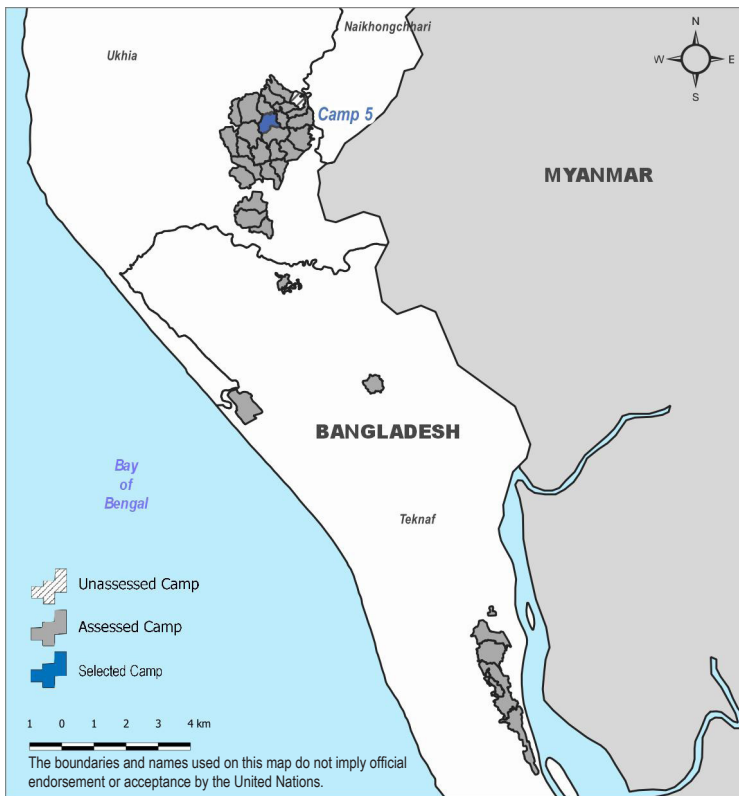 Naikhongchhari
Ukhia
N
W
E
S
Camp 5
MYANMAR
BANGLADESH
Bay
of
Bengal
Teknaf
Unassessed Camp
Assessed Camp
Selected Camp
1 0 1 2 3 4 km
The boundaries and names used on this map do not imply official
endorsement or acceptance by the United Nations.